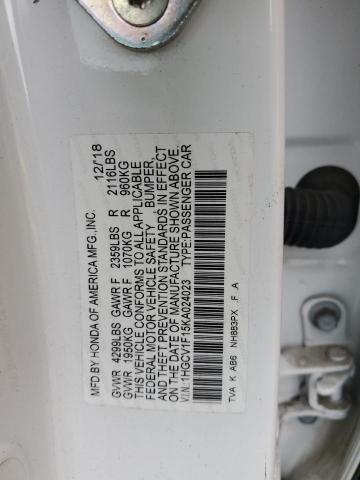 MFD BY HONDA OF AMERICA MFG.,INC. 12/18
GVWR 4299LBS GAWR F 2359LBS R 2116LBS
GVWR 1950KG GAWR F 1070KG R 960KG
THIS VEHICLE CONFORMS TO ALL APPLICABLE
FEDERAL MOTOR VEHICLE SAFETY , BUMPER,
AND THEFT PREVENTION STANDARDS IN EFFECT
ON THE DATE OF MANUFACTURE SHOWN ABOVE.
V.I.N.:1HGCV1F15KA024023 TYPE:PASSENGER CAR
TVA K AB6 NH883PX .F .A